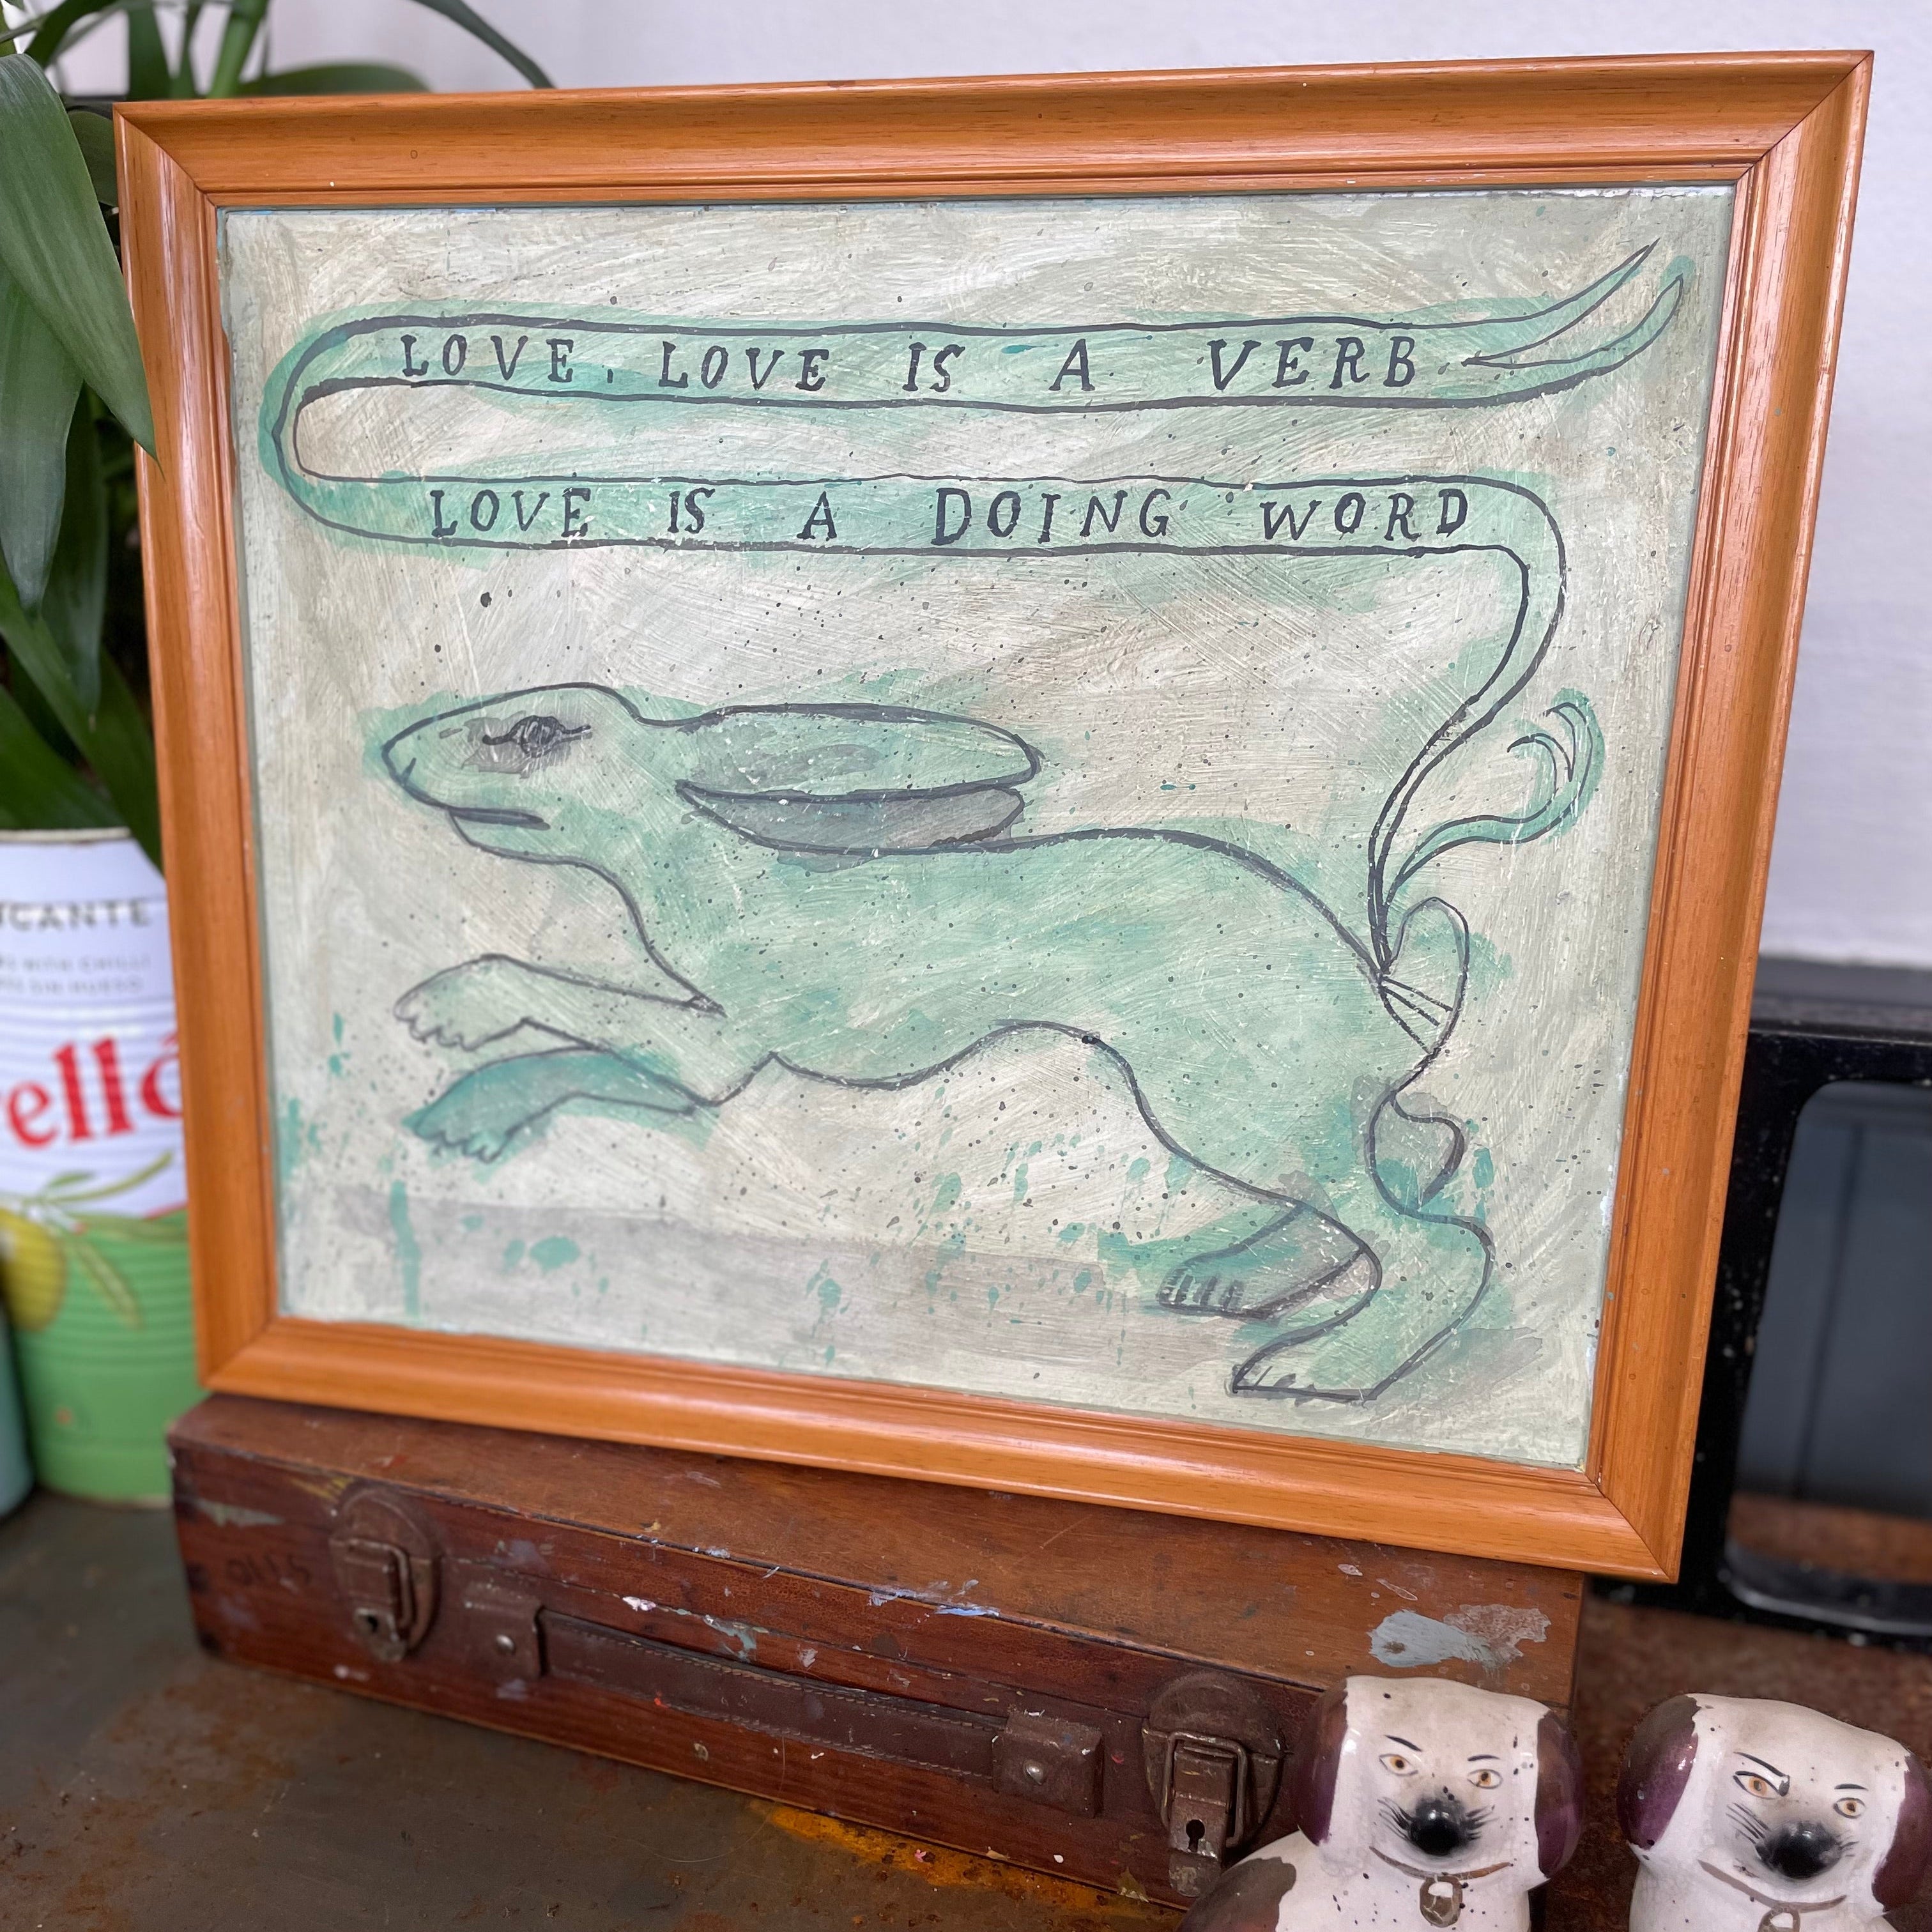 LOVE, LOVE IS A VERB
LOVE IS A DOING WORD